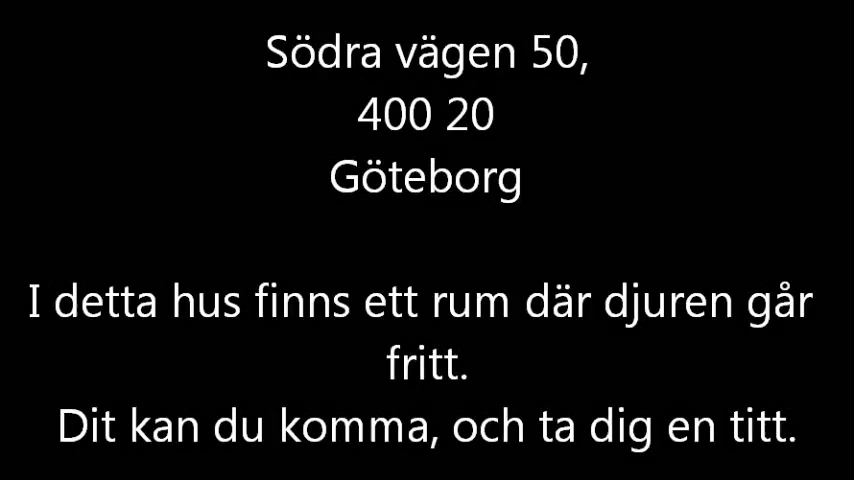 Södra vägen 50,
400 20
Göteborg
I detta hus finns ett rum där djuren går
fritt.
Dit kan du komma, och ta dig en titt.